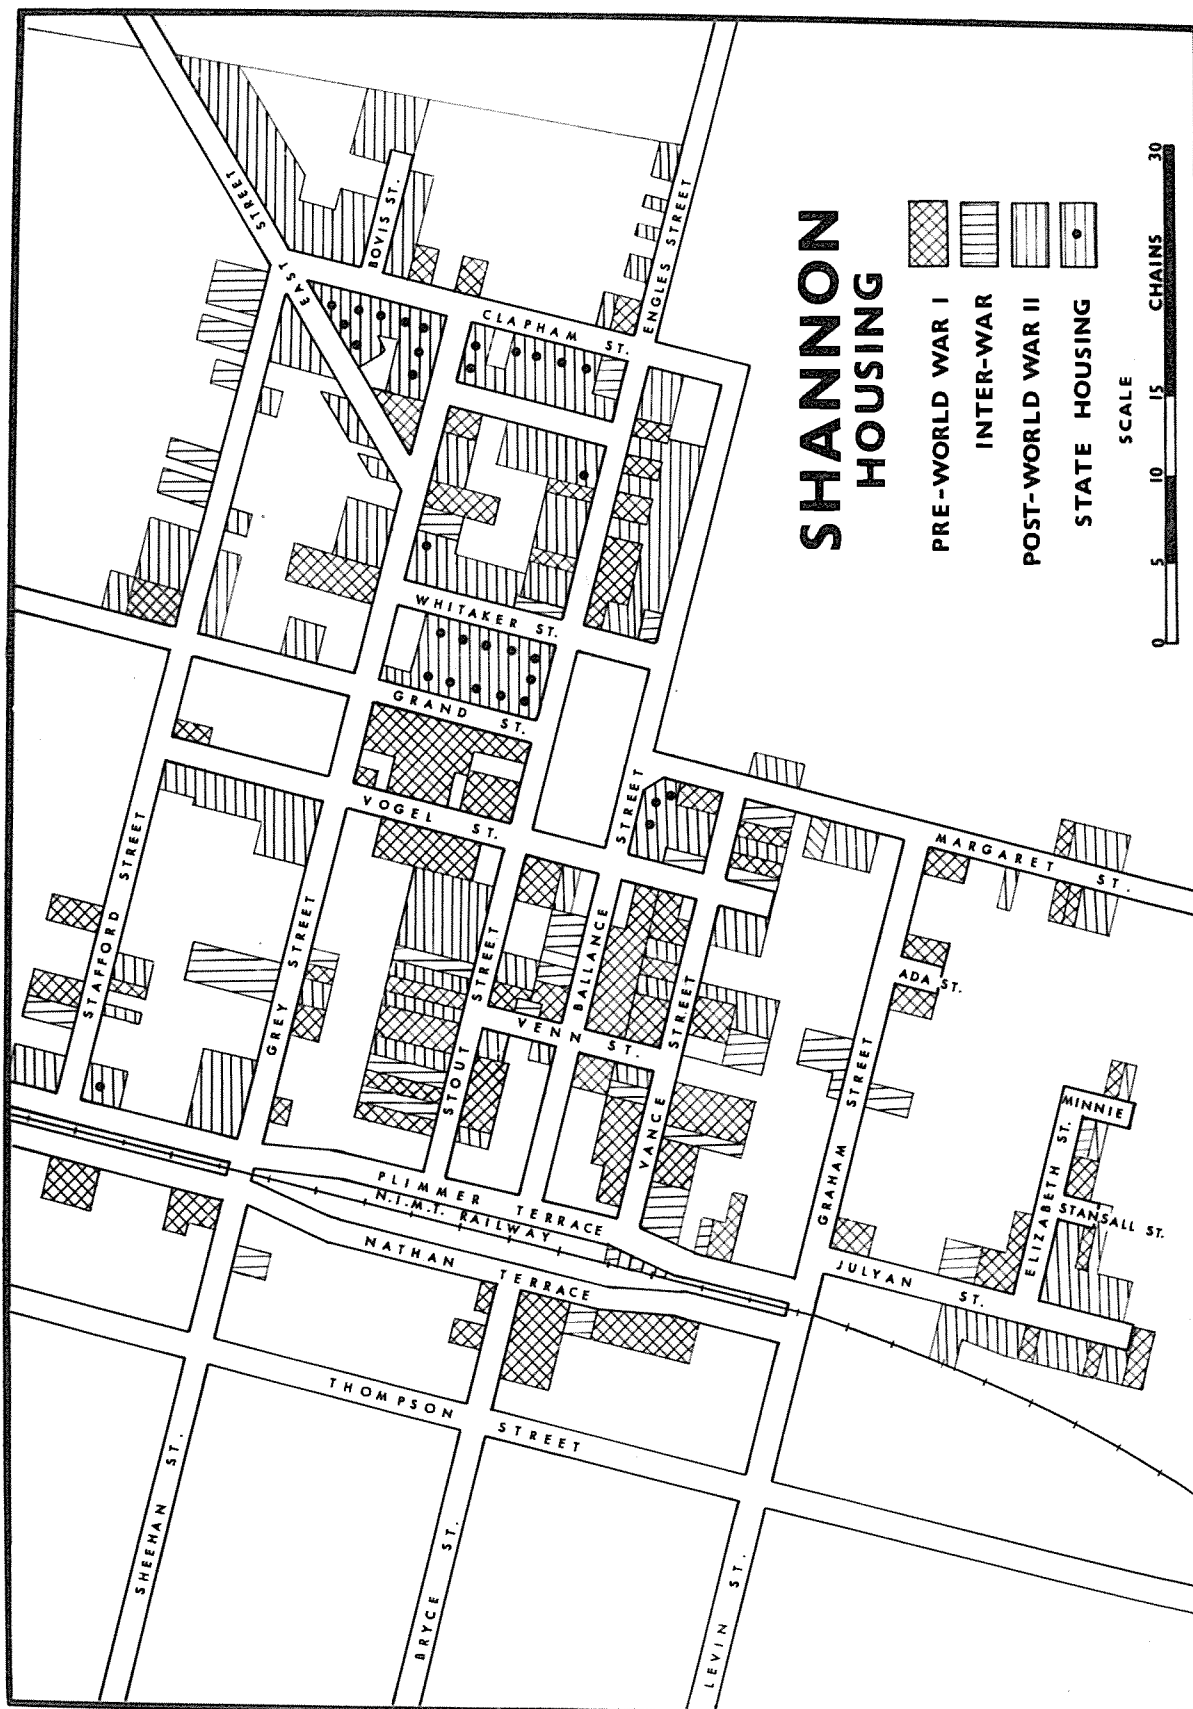 SHANNON
HOUSING
PRE-WORLD WAR I
INTER-WAR
POST-WORLD WAR II
STATE HOUSING
SCALE
0 5 10 15 CHAINS 30
EAST STREET
BOVIS ST.
CLAPHAM ST.
ENGLES STREET
WHITAKER ST.
GRAND ST.
VOGEL ST.
STAFFORD STREET
GREY STREET
STOUT STREET
BALLANCE STREET
VENN ST.
VANCE STREET
MARGARET ST.
ADA ST.
GRAHAM STREET
MINNIE
ELIZABETH ST.
STANSALL ST.
JULYAN ST.
PLIMMER TERRACE
N.I.M.T. RAILWAY
NATHAN TERRACE
THOMPSON STREET
SHEEHAN ST.
BRYCE ST.
LEVIN ST.